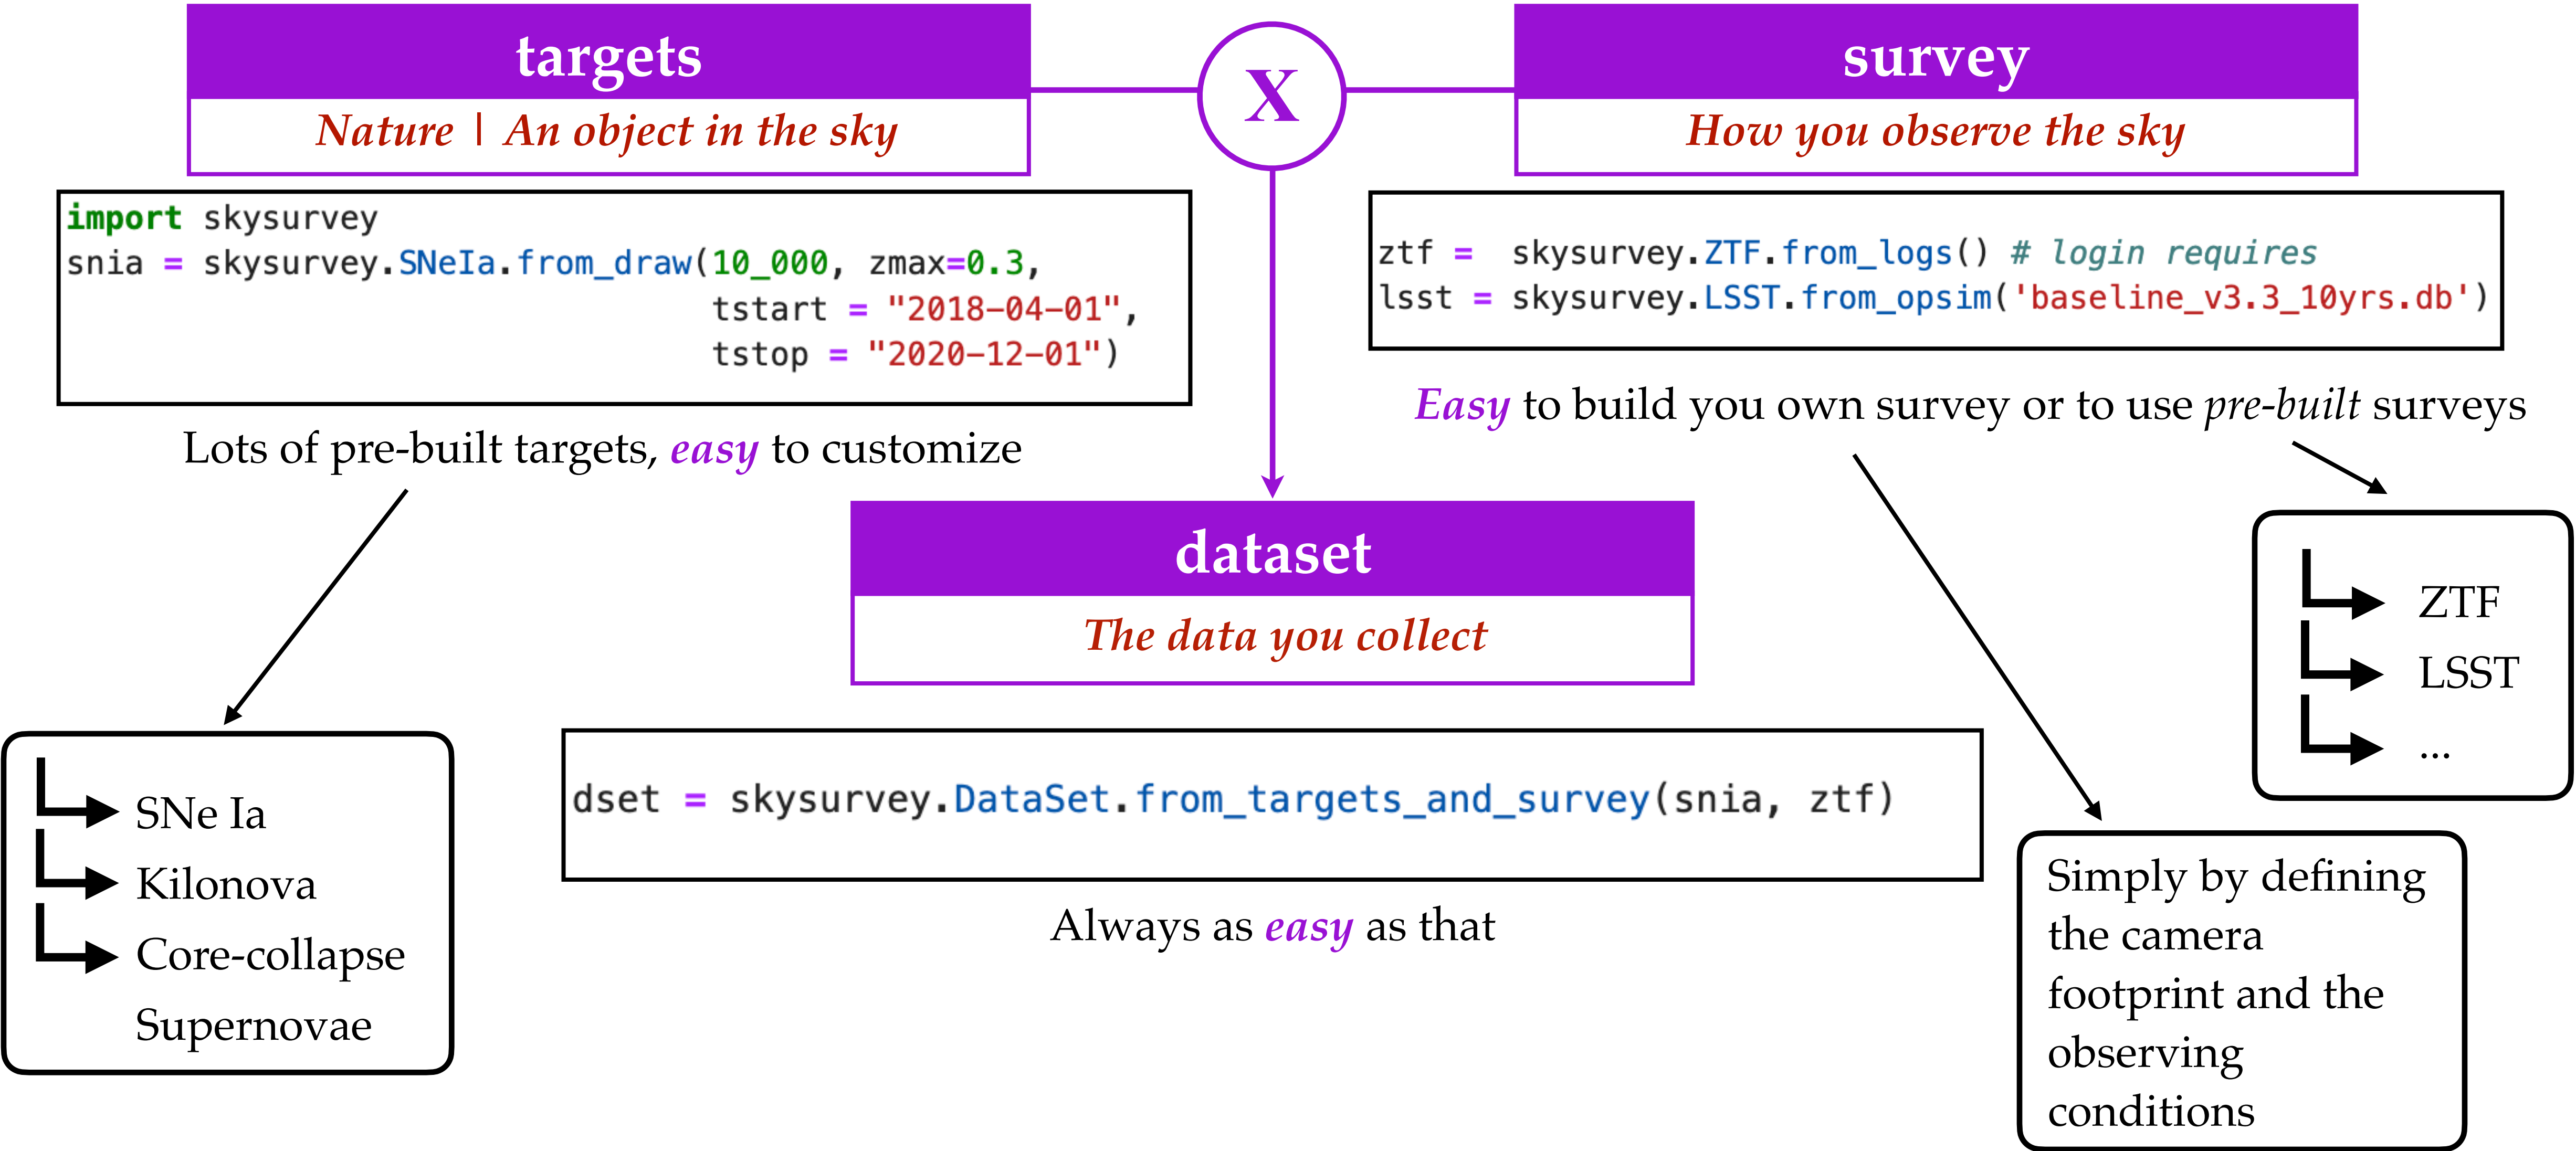 targets
Nature | An object in the sky
import skysurvey
snia = skysurvey.SNeIa.from_draw(10_000, zmax=0.3,
tstart = "2018-04-01",
tstop = "2020-12-01")
Lots of pre-built targets, easy to customize
SNe Ia
Kilonova
Core-collapse
Supernovae
X
survey
How you observe the sky
ztf =  skysurvey.ZTF.from_logs() # login requires
lsst = skysurvey.LSST.from_opsim('baseline_v3.3_10yrs.db')
Easy to build you own survey or to use pre-built surveys
ZTF
LSST
...
Simply by defining
the camera
footprint and the
observing
conditions
dataset
The data you collect
dset = skysurvey.DataSet.from_targets_and_survey(snia, ztf)
Always as easy as that